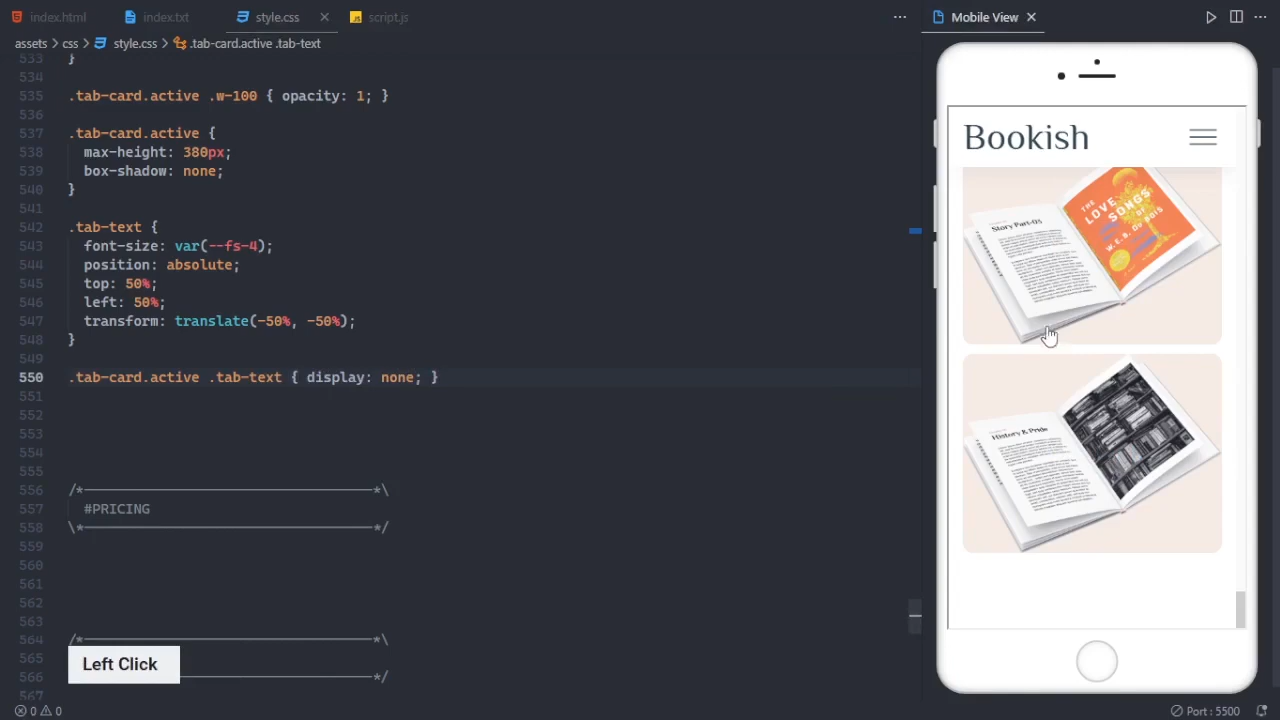 index.html
index.txt
style.css
script.js
Mobile View
assets
css
style.css
.tab-card.active .tab-text
533 }
534
535 .tab-card.active .w-100 { opacity: 1; }
536
537 .tab-card.active {
538 max-height: 380px;
539 box-shadow: none;
540 }
541
542 .tab-text {
543 font-size: var(--fs-4);
544 position: absolute;
545 top: 50%;
546 left: 50%;
547 transform: translate(-50%, -50%);
548 }
549
550 .tab-card.active .tab-text { display: none; }
551
552
553
554
555
556 /*
557 #PRICING
558
559
560
561
562
563
564
565
566
567
Left Click
0 0
Bookish
Story Part-05
THE
LOVE
SONGS
OF
W.E.B. DU BOIS
History & Pride
Port : 5500